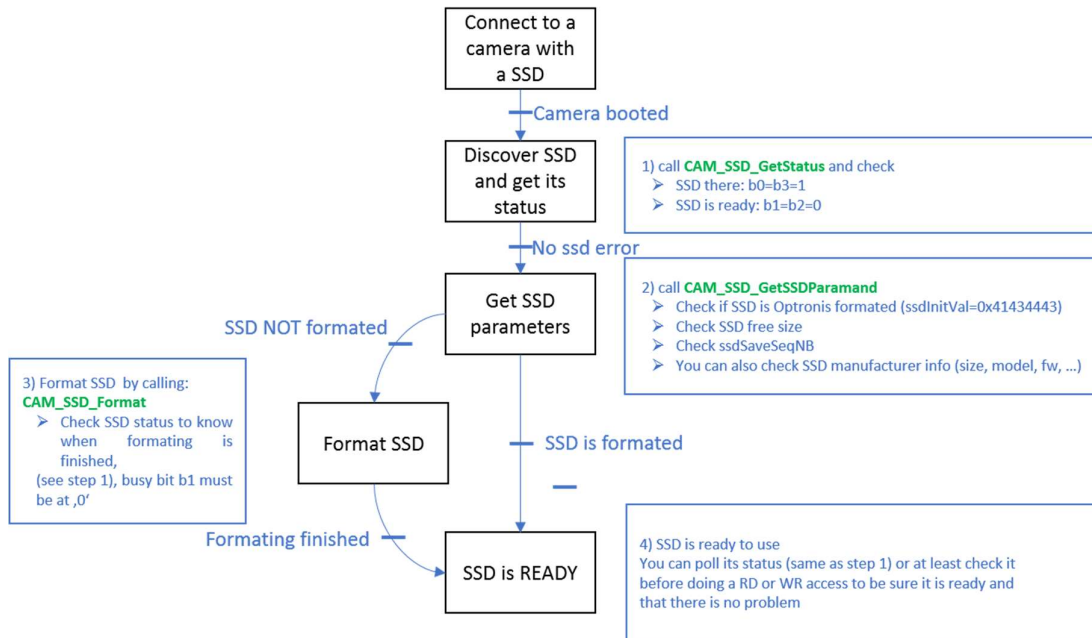 Connect to a
camera with
a SSD
Camera booted
Discover SSD
and get its
status
1) call CAM_SSD_GetStatus and check
➢ SSD there: b0=b3=1
➢ SSD is ready: b1=b2=0
No ssd error
2) call CAM_SSD_GetSSDParamand
➢ Check if SSD is Optronis formated (ssdInitVal=0x41434443)
➢ Check SSD free size
➢ Check ssdSaveSeqNB
➢ You can also check SSD manufacturer info (size, model, fw, ...)
Get SSD
parameters
SSD NOT formated
3) Format SSD by calling:
CAM_SSD_Format
➢ Check SSD status to know
when formating is
finished,
(see step 1), busy bit b1 must
be at ‚0‘
Format SSD
SSD is formated
Formating finished
SSD is READY
4) SSD is ready to use
You can poll its status (same as step 1) or at least check it
before doing a RD or WR access to be sure it is ready and
that there is no problem